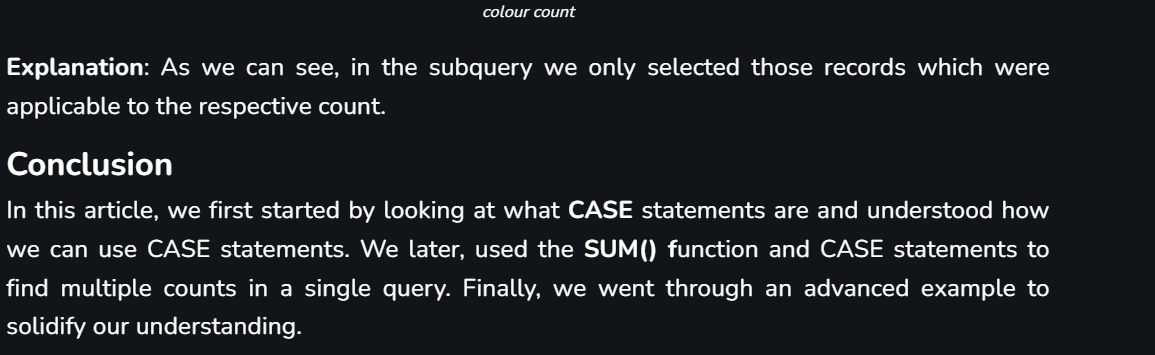 colour count
Explanation: As we can see, in the subquery we only selected those records which were
applicable to the respective count.
Conclusion
In this article, we first started by looking at what CASE statements are and understood how
we can use CASE statements. We later, used the SUM() function and CASE statements to
find multiple counts in a single query. Finally, we went through an advanced example to
solidify our understanding.